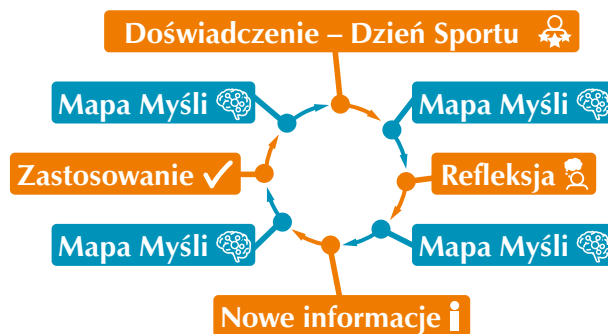 Doświadczenie – Dzień Sportu
Mapa Myśli
Mapa Myśli
Zastosowanie
Refleksja
Mapa Myśli
Mapa Myśli
Nowe informacje